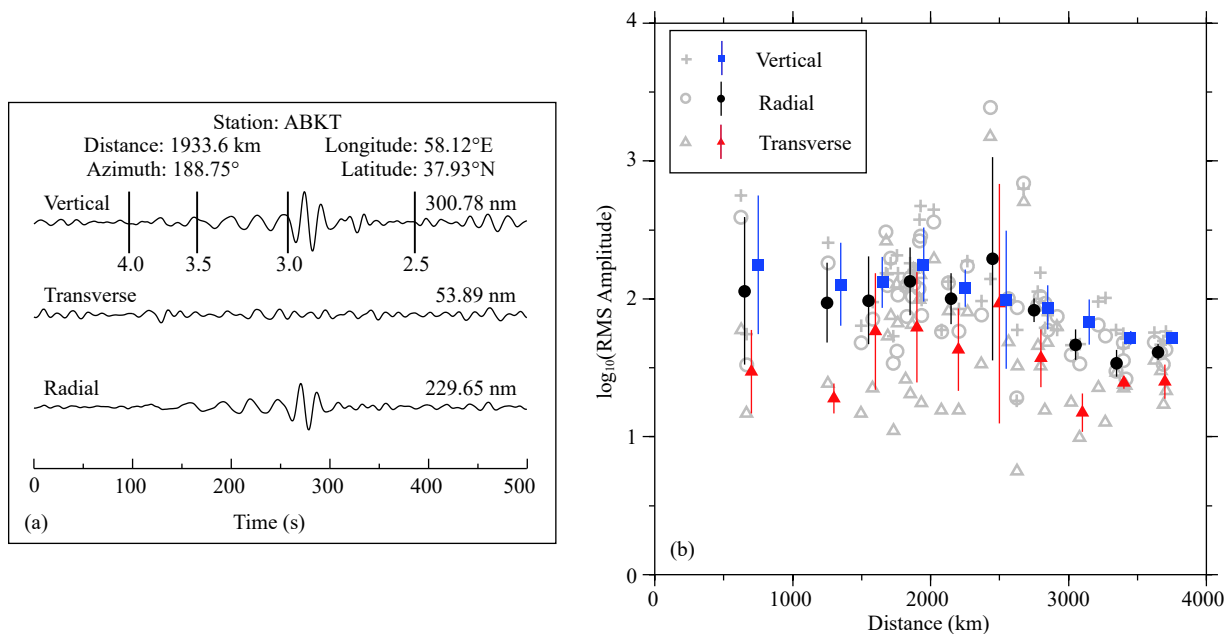 Station: ABKT
Distance: 1933.6 km Longitude: 58.12°E
Azimuth: 188.75° Latitude: 37.93°N
Vertical 300.78 nm
4.0 3.5 3.0 2.5
Transverse 53.89 nm
Radial 229.65 nm
0 100 200 300 400 500
(a) Time (s)
4
3
2
1
0
log₁₀(RMS Amplitude)
Vertical
Radial
Transverse
(b)
0 1000 2000 3000 4000
Distance (km)